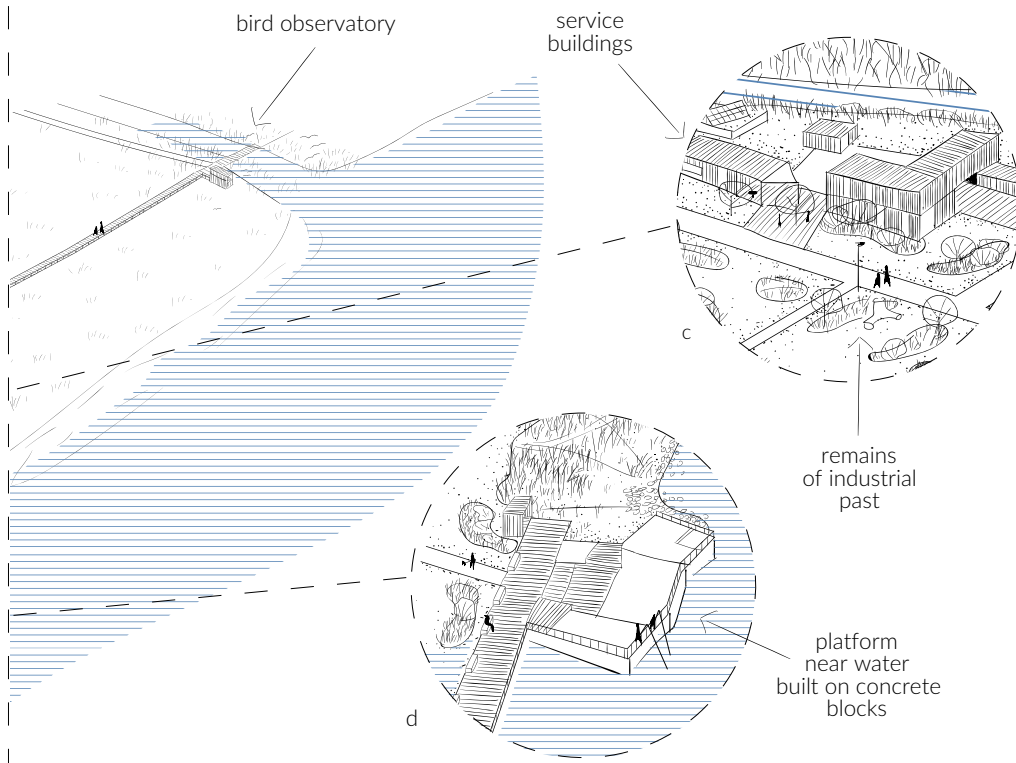 bird observatory
service
buildings
c
remains
of industrial
past
d
platform
near water
built on concrete
blocks